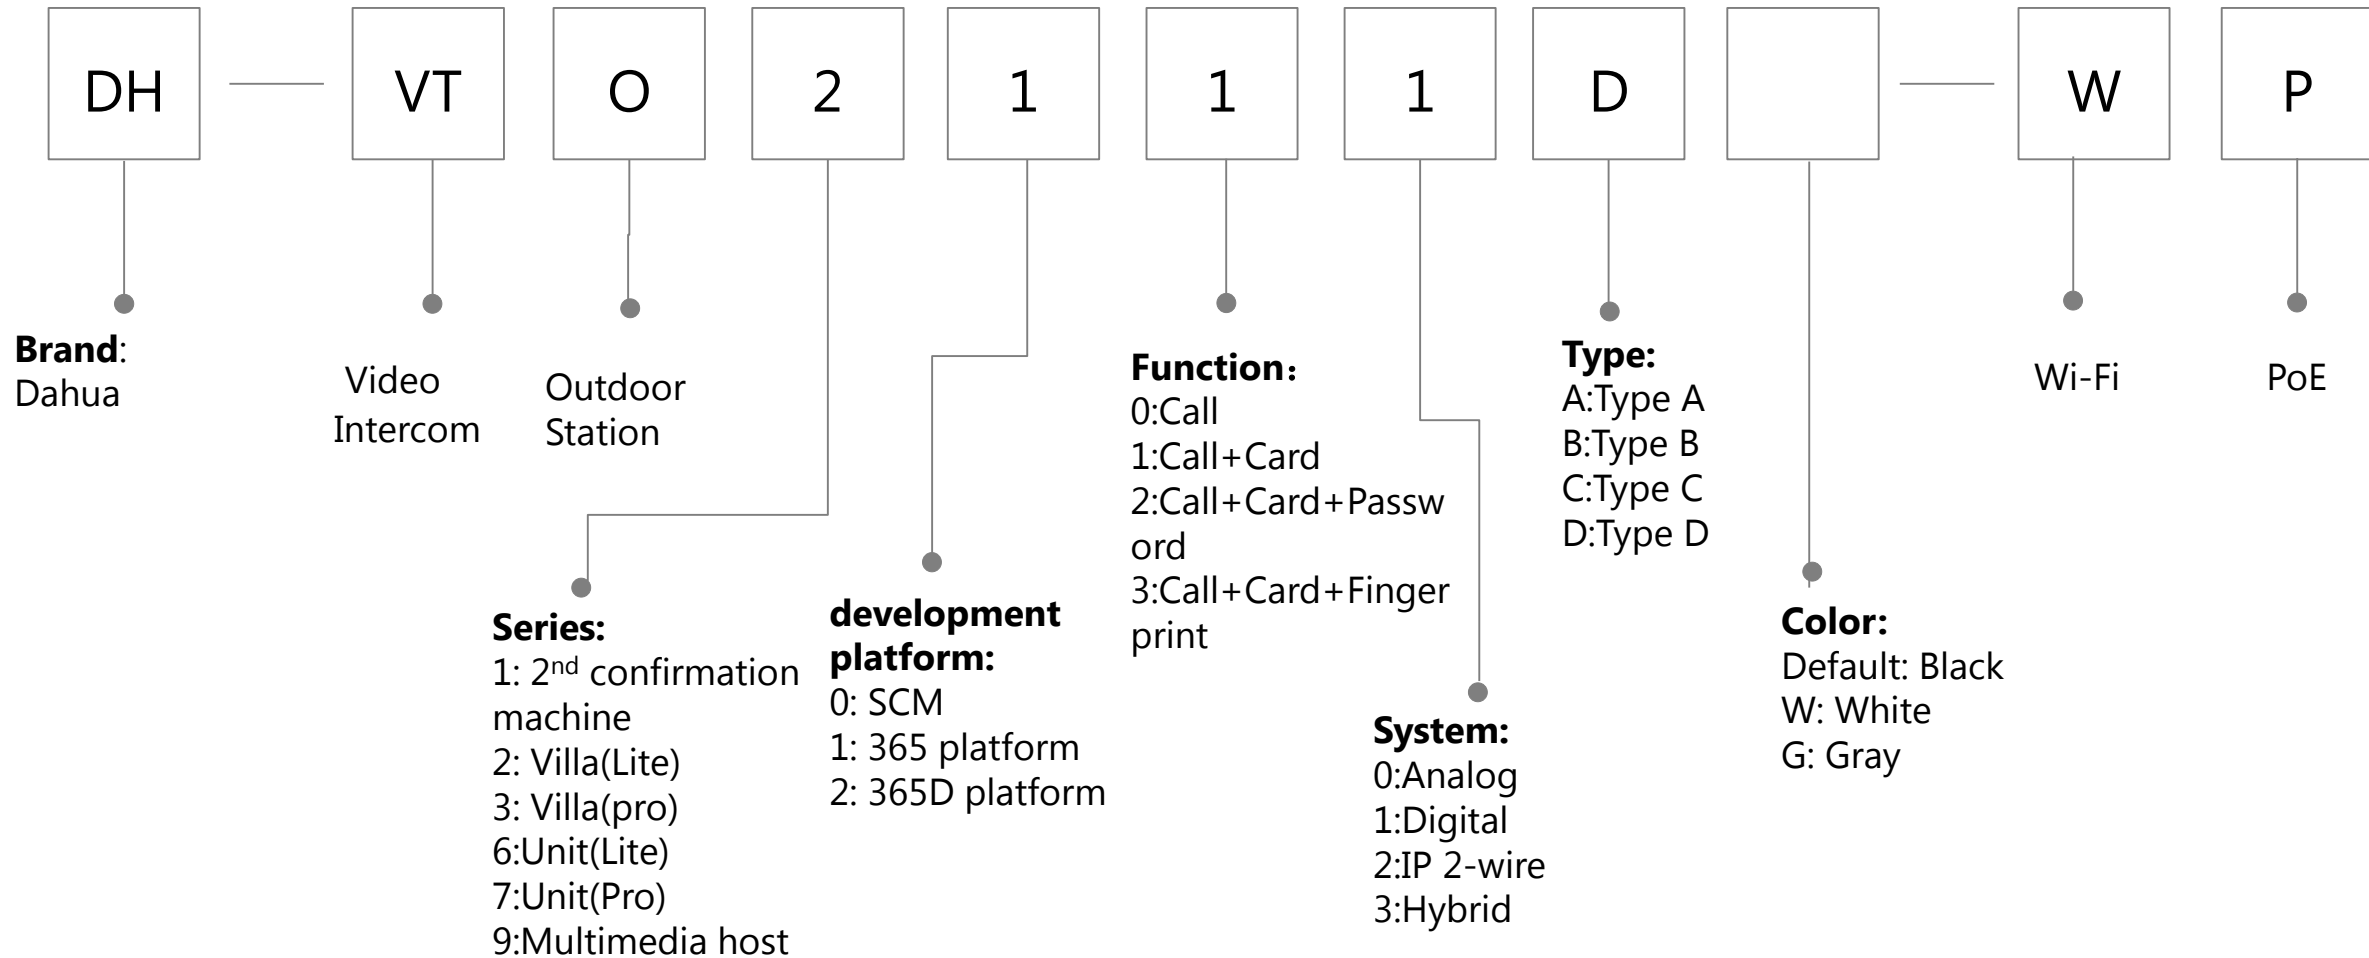 DH VT O 2 1 1 1 D W P
Brand:
Dahua
Video
Intercom
Outdoor
Station
Series:
1: 2nd confirmation
machine
2: Villa(Lite)
3: Villa(pro)
6:Unit(Lite)
7:Unit(Pro)
9:Multimedia host
development
platform:
0: SCM
1: 365 platform
2: 365D platform
Function：
0:Call
1:Call+Card
2:Call+Card+Passw
ord
3:Call+Card+Finger
print
System:
0:Analog
1:Digital
2:IP 2-wire
3:Hybrid
Type:
A:Type A
B:Type B
C:Type C
D:Type D
Color:
Default: Black
W: White
G: Gray
Wi-Fi
PoE